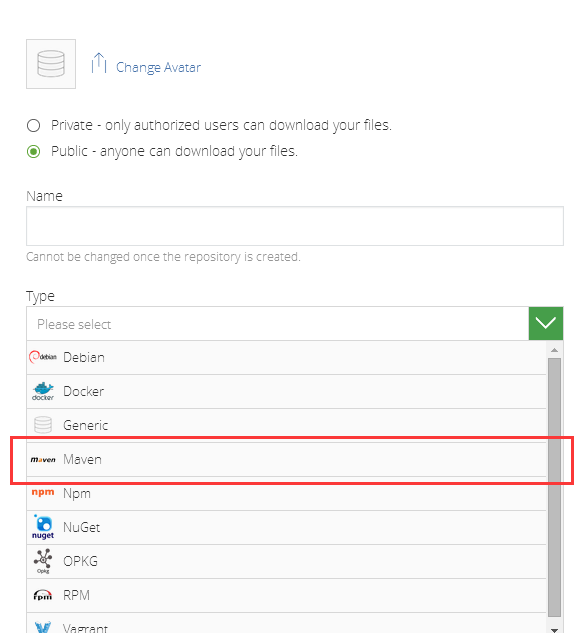 Change Avatar
Private - only authorized users can download your files.
Public - anyone can download your files.
Name
Cannot be changed once the repository is created.
Type
Please select
debian Debian
docker Docker
Generic
maven Maven
npm Npm
nuget NuGet
Opkg OPKG
rpm RPM
Vagrant